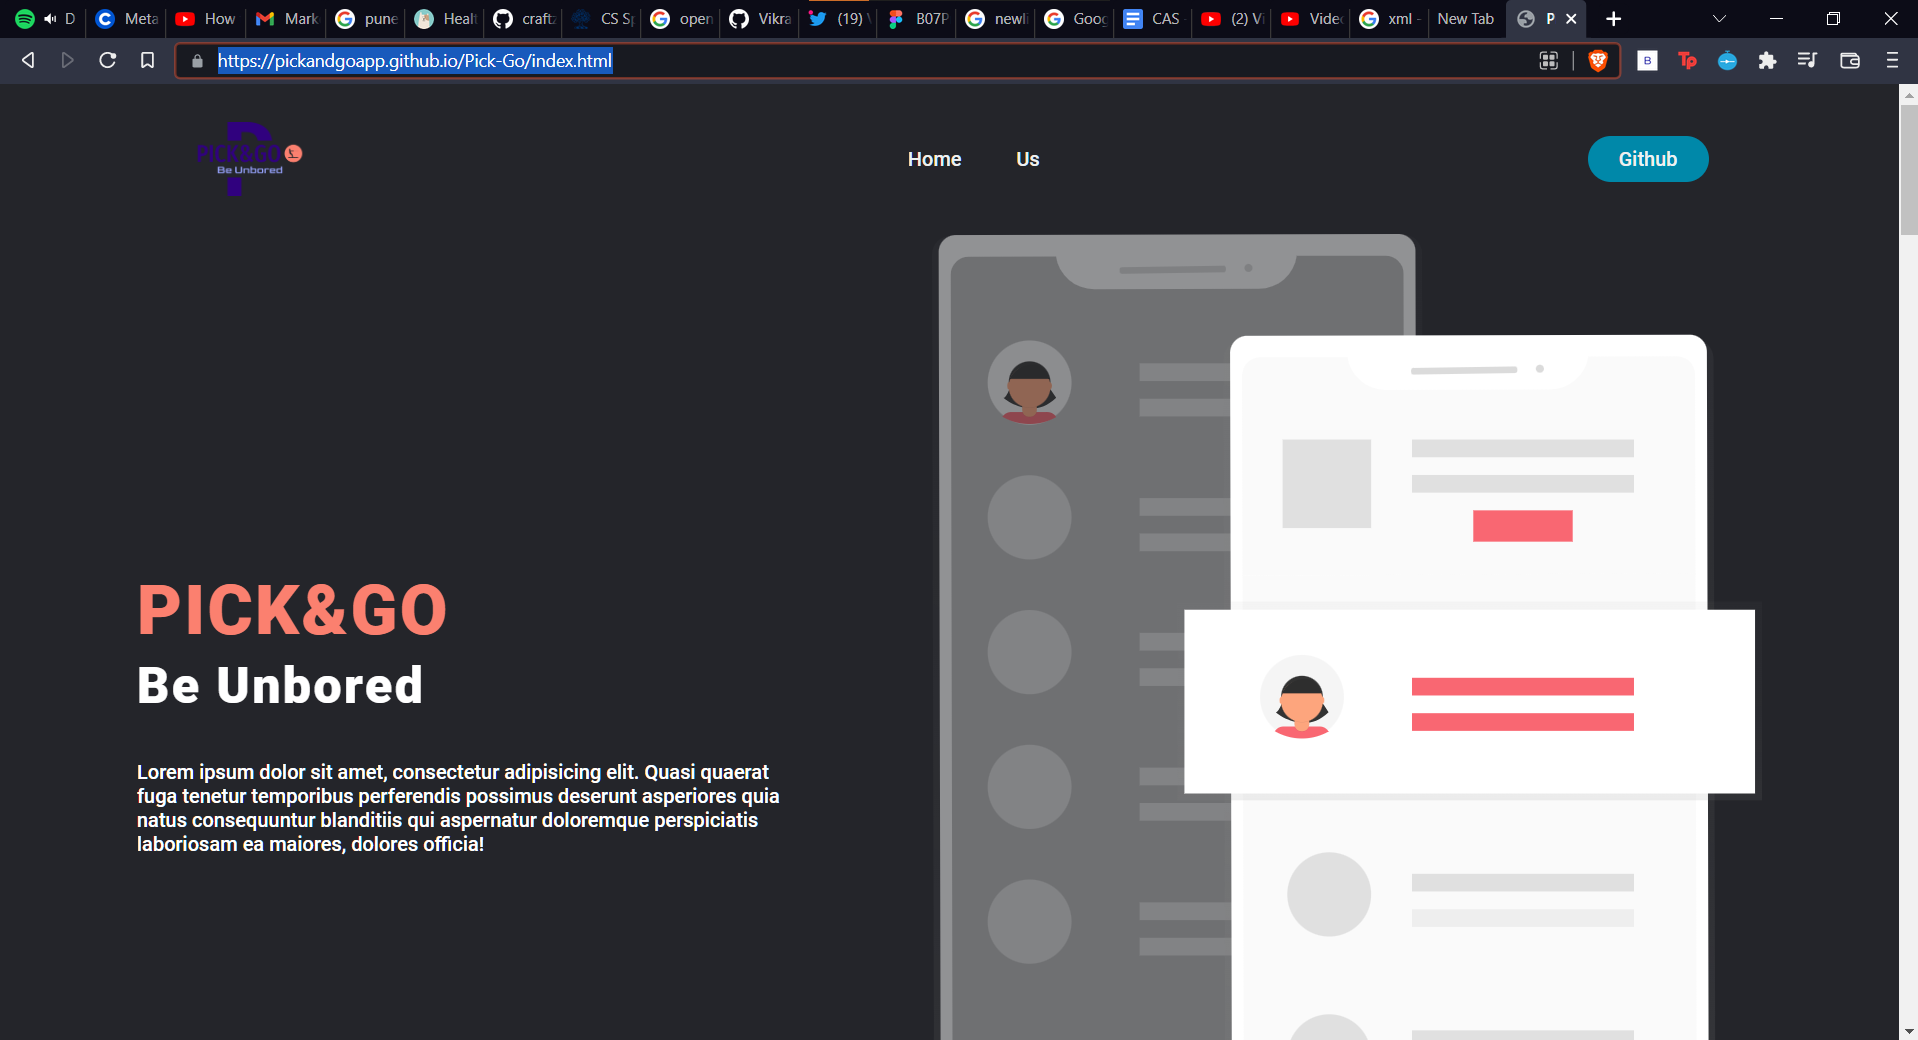 D
Meta
How
Mark
pune
Healt
craftz
CS Sp
open
Vikra
(19)
B07P
newli
Goog
CAS -
(2) Vi
Vide
xml -
New Tab
P
https://pickandgoapp.github.io/Pick-Go/index.html
B
Tp
PICK&GO
Be Unbored
Home
Us
Github
PICK&GO
Be Unbored
Lorem ipsum dolor sit amet, consectetur adipisicing elit. Quasi quaerat
fuga tenetur temporibus perferendis possimus deserunt asperiores quia
natus consequuntur blanditiis qui aspernatur doloremque perspiciatis
laboriosam ea maiores, dolores officia!